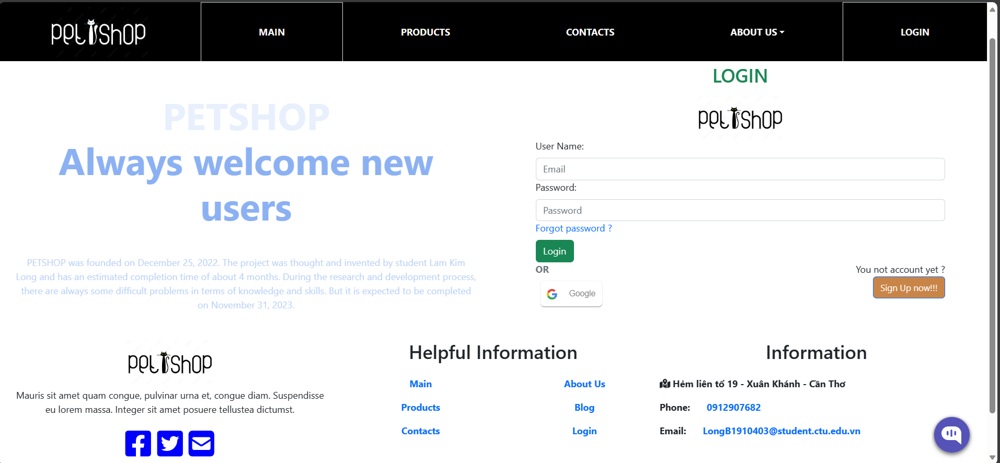 PetShop
MAIN
PRODUCTS
CONTACTS
ABOUT US
LOGIN
PETSHOP
Always welcome new
users
PETSHOP was founded on December 25, 2022. The project was thought and invented by student Lam Kim
Long and has an estimated completion time of about 4 months. During the research and development process,
there are always some difficult problems in terms of knowledge and skills. But it is expected to be completed
on November 31, 2023.
LOGIN
PetShop
User Name:
Email
Password:
Password
Forgot password ?
Login
OR
Google
You not account yet ?
Sign Up now!!!
PetShop
Mauris sit amet quam congue, pulvinar urna et, congue diam. Suspendisse
eu lorem massa. Integer sit amet posuere tellustea dictumst.
Helpful Information
Main
About Us
Products
Blog
Contacts
Login
Information
Hẻm liên tổ 19 - Xuân Khánh - Cần Thơ
Phone: 0912907682
Email: LongB1910403@student.ctu.edu.vn